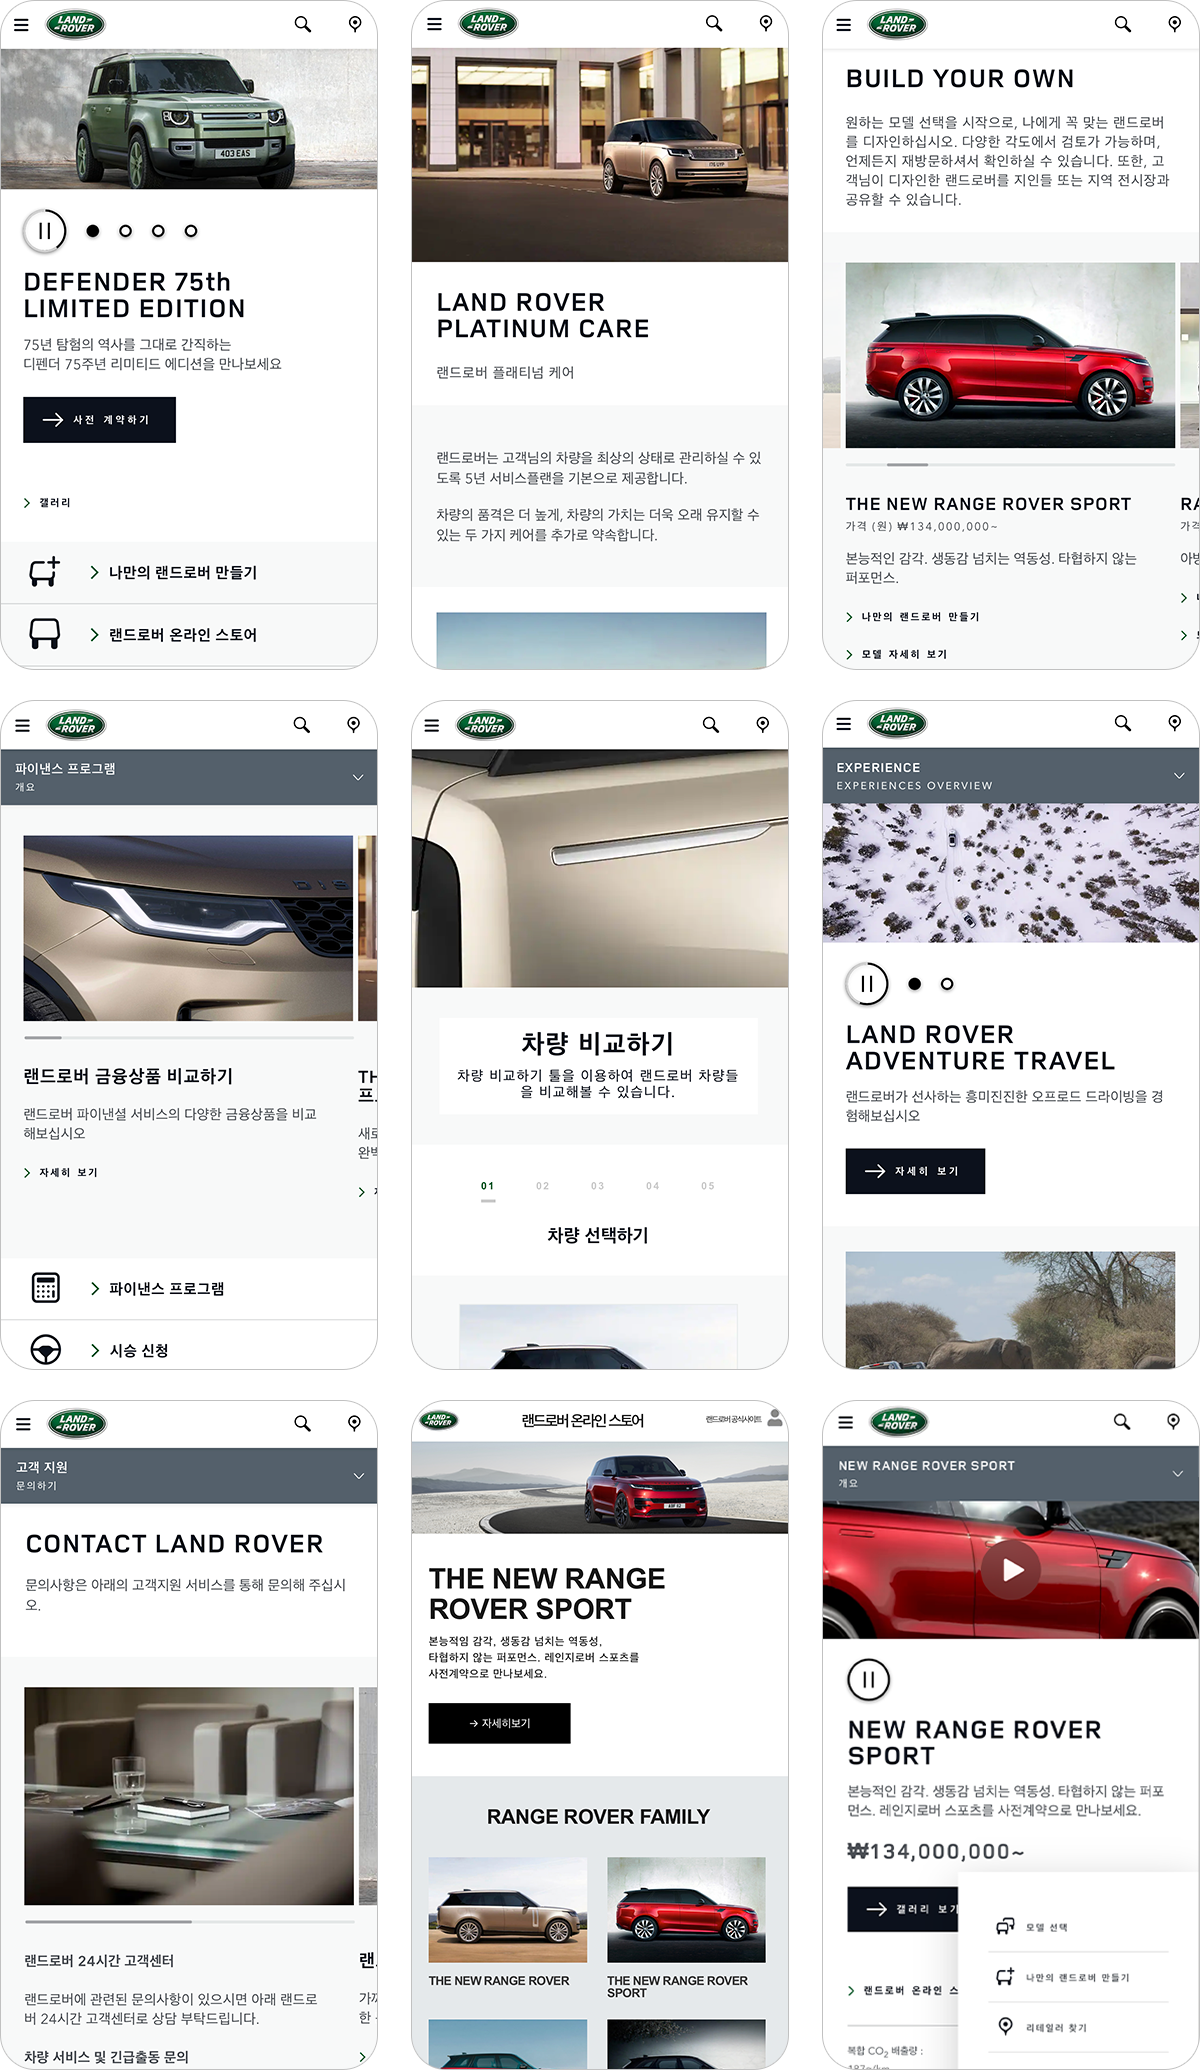 LAND-
-ROVER
403 EAS
DEFENDER 75th
LIMITED EDITION
75년 탐험의 역사를 그대로 간직하는
디펜더 75주년 리미티드 에디션을 만나보세요
사전 계약하기
갤러리
나만의 랜드로버 만들기
랜드로버 온라인 스토어
LAND-
-ROVER
LAND ROVER
PLATINUM CARE
랜드로버 플래티넘 케어
랜드로버는 고객님의 차량을 최상의 상태로 관리하실 수 있
도록 5년 서비스플랜을 기본으로 제공합니다.
차량의 품격은 더 높게, 차량의 가치는 더욱 오래 유지할 수
있는 두 가지 케어를 추가로 약속합니다.
LAND-
-ROVER
BUILD YOUR OWN
원하는 모델 선택을 시작으로, 나에게 꼭 맞는 랜드로버
를 디자인하십시오. 다양한 각도에서 검토가 가능하며,
언제든지 재방문하셔서 확인하실 수 있습니다. 또한, 고
객님이 디자인한 랜드로버를 지인들 또는 지역 전시장과
공유할 수 있습니다.
THE NEW RANGE ROVER SPORT
가격 (원) ₩134,000,000~
본능적인 감각. 생동감 넘치는 역동성. 타협하지 않는
퍼포먼스.
나만의 랜드로버 만들기
모델 자세히 보기
RA
가격
LAND-
-ROVER
파이낸스 프로그램
개요
DIS
랜드로버 금융상품 비교하기
랜드로버 파이낸셜 서비스의 다양한 금융상품을 비교
해보십시오
자세히 보기
TH
프
새로
완벽
파이낸스 프로그램
시승 신청
LAND-
-ROVER
차량 비교하기
차량 비교하기 툴을 이용하여 랜드로버 차량들
을 비교해볼 수 있습니다.
01 02 03 04 05
차량 선택하기
LAND-
-ROVER
EXPERIENCE
EXPERIENCES OVERVIEW
LAND ROVER
ADVENTURE TRAVEL
랜드로버가 선사하는 흥미진진한 오프로드 드라이빙을 경
험해보십시오
자세히 보기
LAND-
-ROVER
고객 지원
문의하기
CONTACT LAND ROVER
문의사항은 아래의 고객지원 서비스를 통해 문의해 주십시
오.
랜드로버 24시간 고객센터
랜드로버에 관련된 문의사항이 있으시면 아래 랜드로
버 24시간 고객센터로 상담 부탁드립니다.
차량 서비스 및 긴급출동 문의
랜
가까
한
LAND-
-ROVER
랜드로버 온라인 스토어
랜드로버 공식사이트
THE NEW RANGE
ROVER SPORT
본능적임 감각, 생동감 넘치는 역동성,
타협하지 않는 퍼포먼스. 레인지로버 스포츠를
사전계약으로 만나보세요.
→ 자세히보기
RANGE ROVER FAMILY
THE NEW RANGE ROVER
THE NEW RANGE ROVER
SPORT
LAND-
-ROVER
NEW RANGE ROVER SPORT
개요
NEW RANGE ROVER
SPORT
본능적인 감각. 생동감 넘치는 역동성. 타협하지 않는 퍼포
먼스. 레인지로버 스포츠를 사전계약으로 만나보세요.
₩134,000,000~
갤러리 보기
랜드로버 온라인 스
복합 CO2 배출량 :
187g/km
모델 선택
나만의 랜드로버 만들기
리테일러 찾기